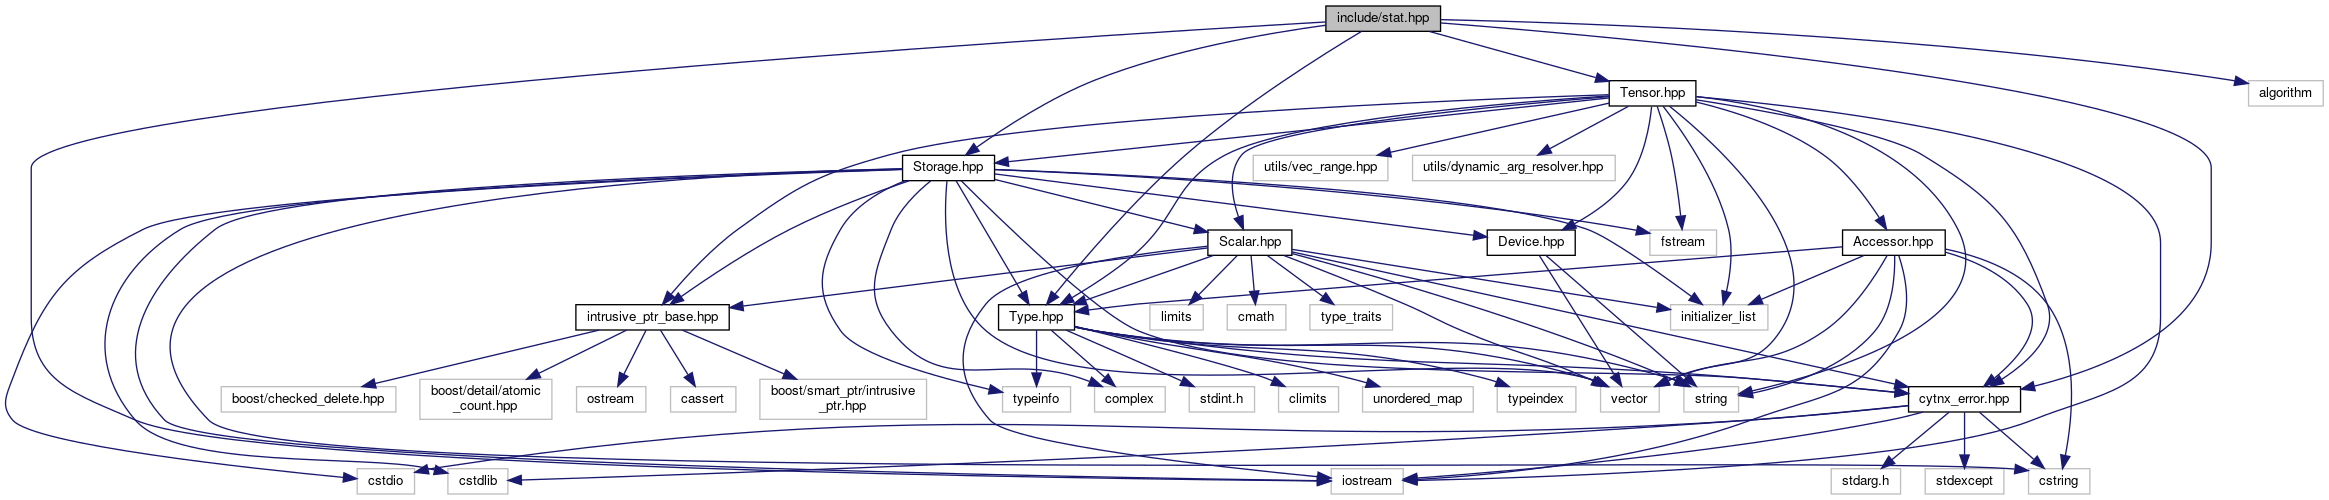 include/stat.hpp
Tensor.hpp
algorithm
Storage.hpp
utils/vec_range.hpp
utils/dynamic_arg_resolver.hpp
Scalar.hpp
Device.hpp
fstream
Accessor.hpp
intrusive_ptr_base.hpp
Type.hpp
limits
cmath
type_traits
initializer_list
boost/checked_delete.hpp
boost/detail/atomic
_count.hpp
ostream
cassert
boost/smart_ptr/intrusive
_ptr.hpp
typeinfo
complex
stdint.h
climits
unordered_map
typeindex
vector
string
cytnx_error.hpp
cstdio
cstdlib
iostream
stdarg.h
stdexcept
cstring